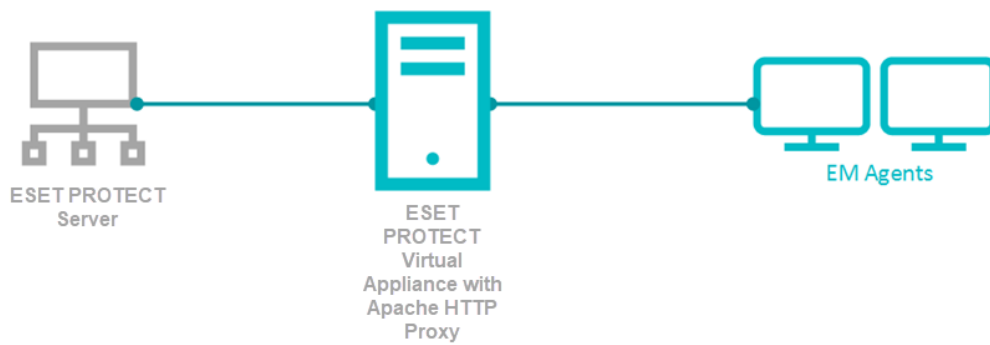 ESET PROTECT
Server
ESET
PROTECT
Virtual
Appliance with
Apache HTTP
Proxy
EM Agents